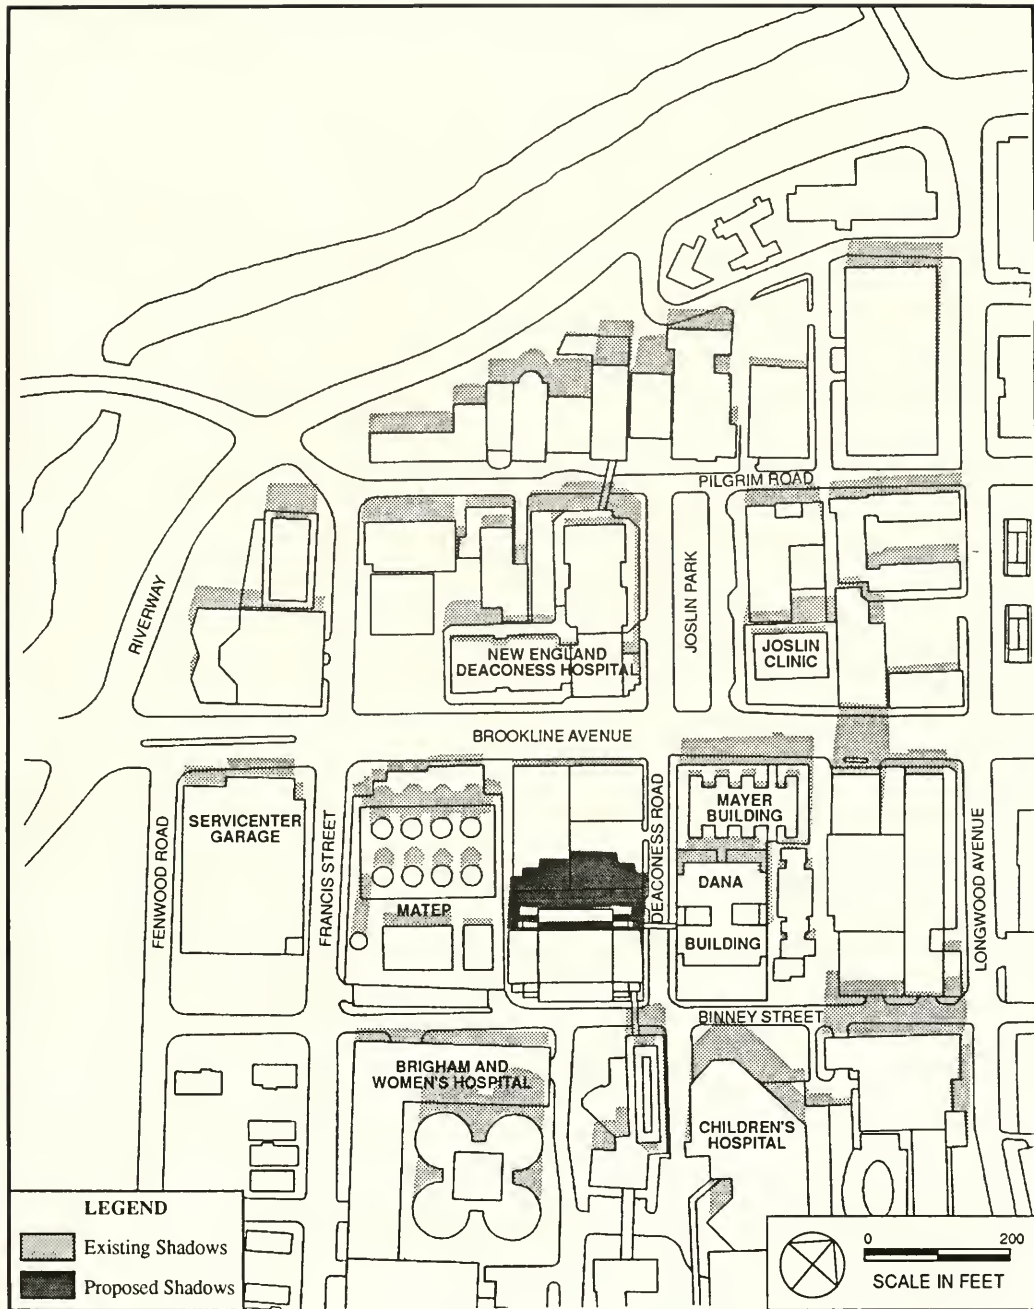 PILGRIM ROAD
RIVERWAY
JOSLIN PARK
NEW ENGLAND
DEACONESS HOSPITAL
JOSLIN
CLINIC
BROOKLINE AVENUE
FENWOOD ROAD
SERVICENTER
GARAGE
FRANCIS STREET
MATEP
DEACONESS ROAD
MAYER
BUILDING
DANA
BUILDING
LONGWOOD AVENUE
BINNEY STREET
BRIGHAM AND
WOMEN'S HOSPITAL
CHILDREN'S
HOSPITAL
LEGEND
Existing Shadows
Proposed Shadows
0 200
SCALE IN FEET